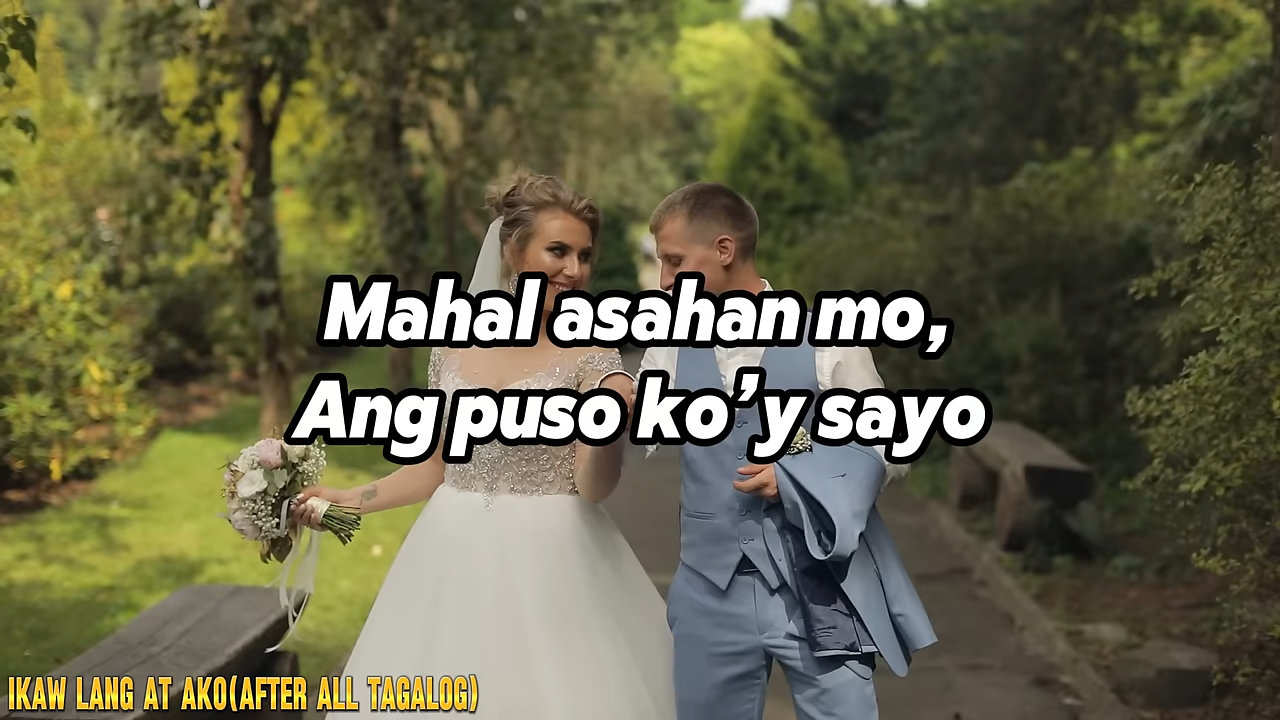 Mahal asahan mo,
Ang puso ko’y sayo
IKAW LANG AT AKO(AFTER ALL TAGALOG)